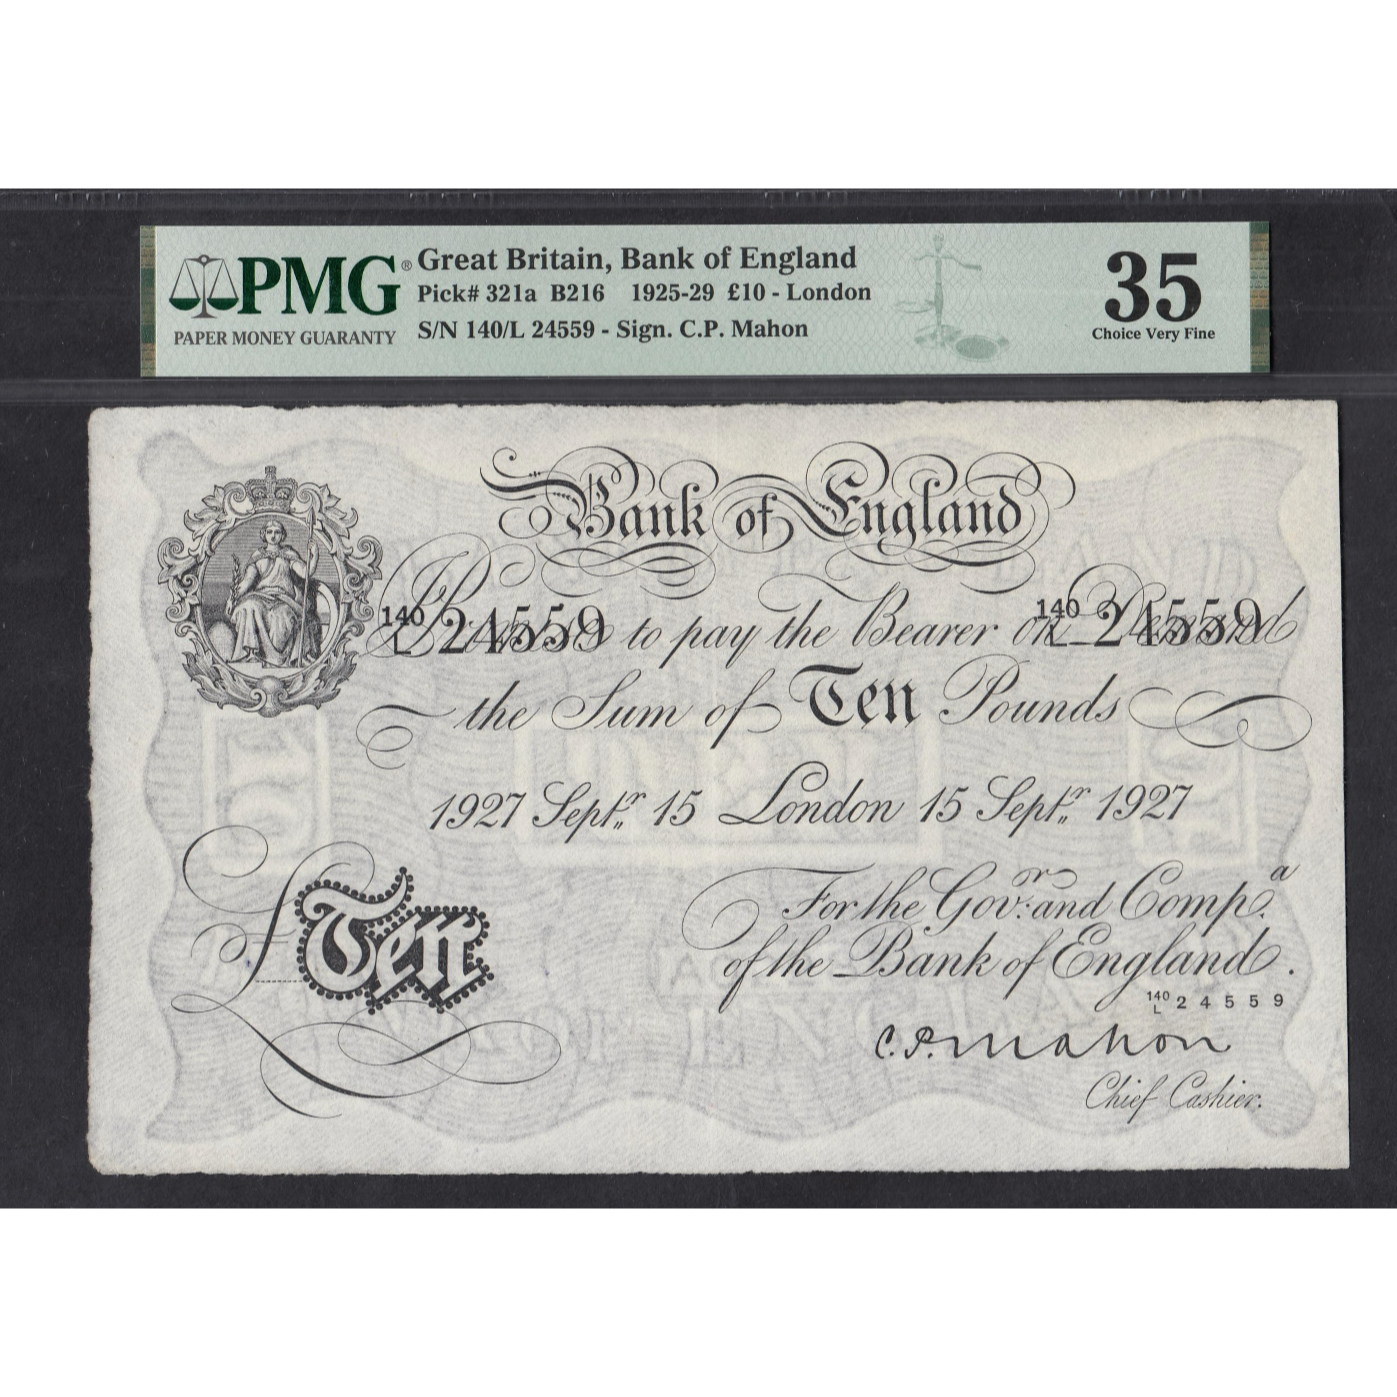 PMG®
PAPER MONEY GUARANTY
Great Britain, Bank of England
Pick# 321a B216 1925-29 £10 - London
S/N 140/L 24559 - Sign. C.P. Mahon
35
Choice Very Fine
Bank of England
140/L 24559 Promise to pay the Bearer on Demand 140/L 24559
the Sum of Ten Pounds
1927 Septr. 15 London 15 Septr. 1927
For the Govr. and Compa.
of the Bank of England.
£Ten
140/L 24559
C.P. Mahon
Chief Cashier.